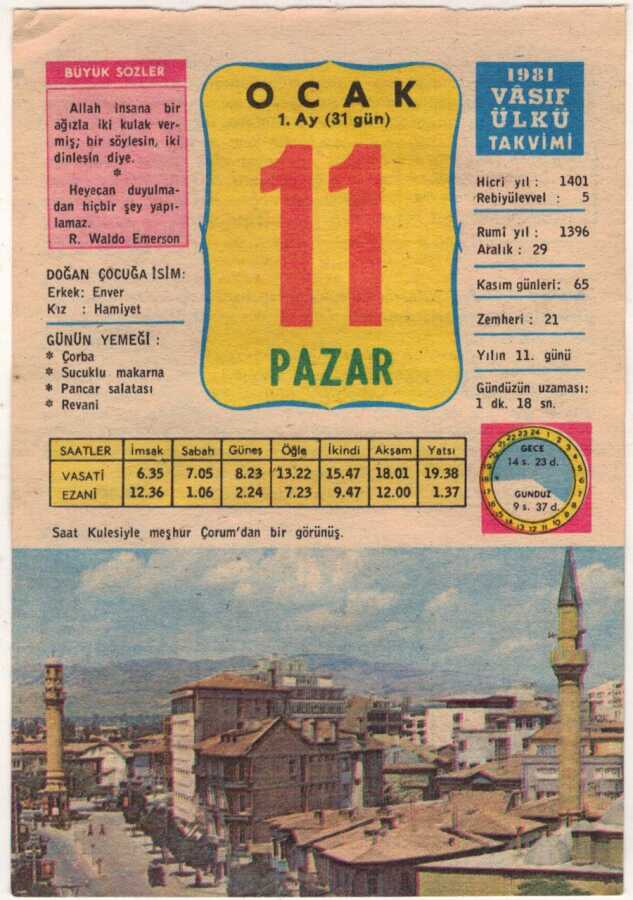 BÜYÜK SÖZLER
Allah insana bir
ağızla iki kulak ver-
miş; bir söylesin, iki
dinlesin diye.
*
Heyecan duyulma-
dan hiçbir şey yapı-
lamaz.
R. Waldo Emerson
DOĞAN ÇOCUĞA İSİM:
Erkek: Enver
Kız : Hamiyet
GÜNÜN YEMEĞİ :
* Çorba
* Sucuklu makarna
* Pancar salatası
* Revani
OCAK
1. Ay (31 gün)
11
PAZAR
1981
VÂSIF
ÜLKÜ
TAKVİMİ
Hicrî yıl : 1401
Rebiyülevvel : 5
Rumî yıl : 1396
Aralık : 29
Kasım günleri: 65
Zemheri : 21
Yılın 11. günü
Gündüzün uzaması:
1 dk. 18 sn.
SAATLER İmsak Sabah Güneş Öğle İkindi Akşam Yatsı
VASATİ 6.35 7.05 8.23 13.22 15.47 18.01 19.38
EZANİ 12.36 1.06 2.24 7.23 9.47 12.00 1.37
GECE
14 s. 23 d.
GÜNDÜZ
9 s. 37 d.
Saat Kulesiyle meşhur Çorum'dan bir görünüş.